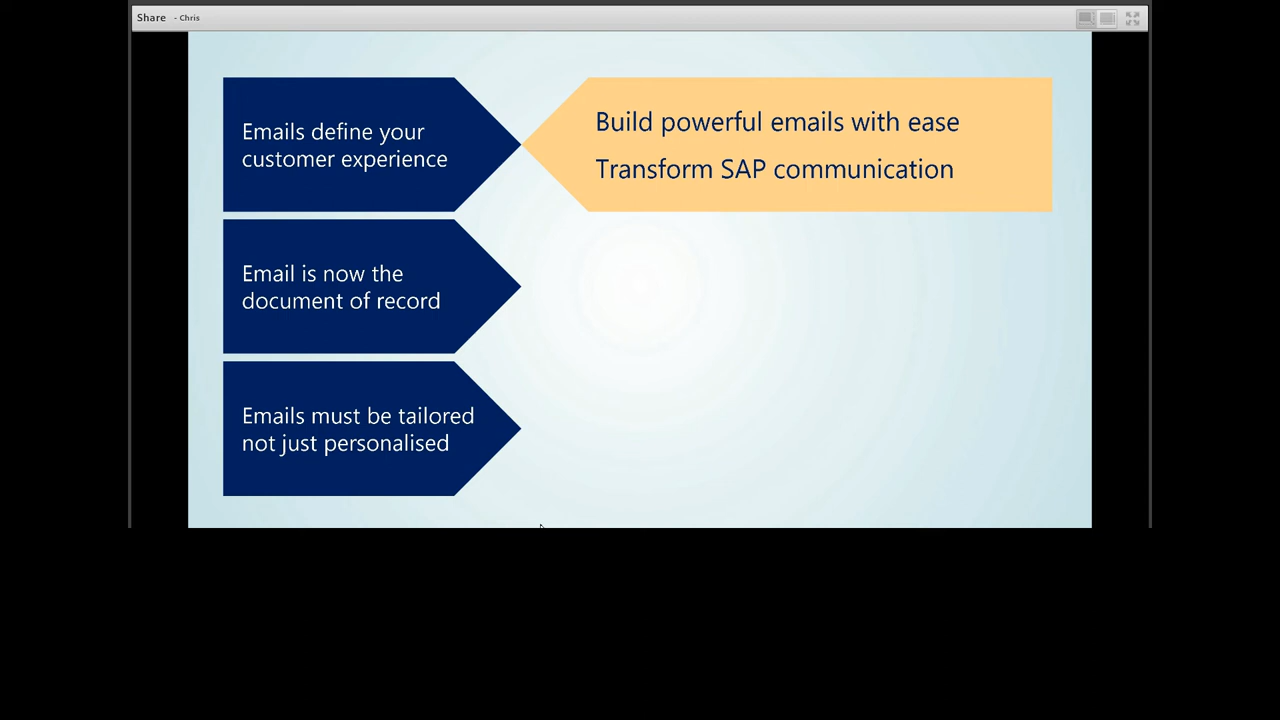 Share - Chris
Emails define your
customer experience
Build powerful emails with ease
Transform SAP communication
Email is now the
document of record
Emails must be tailored
not just personalised